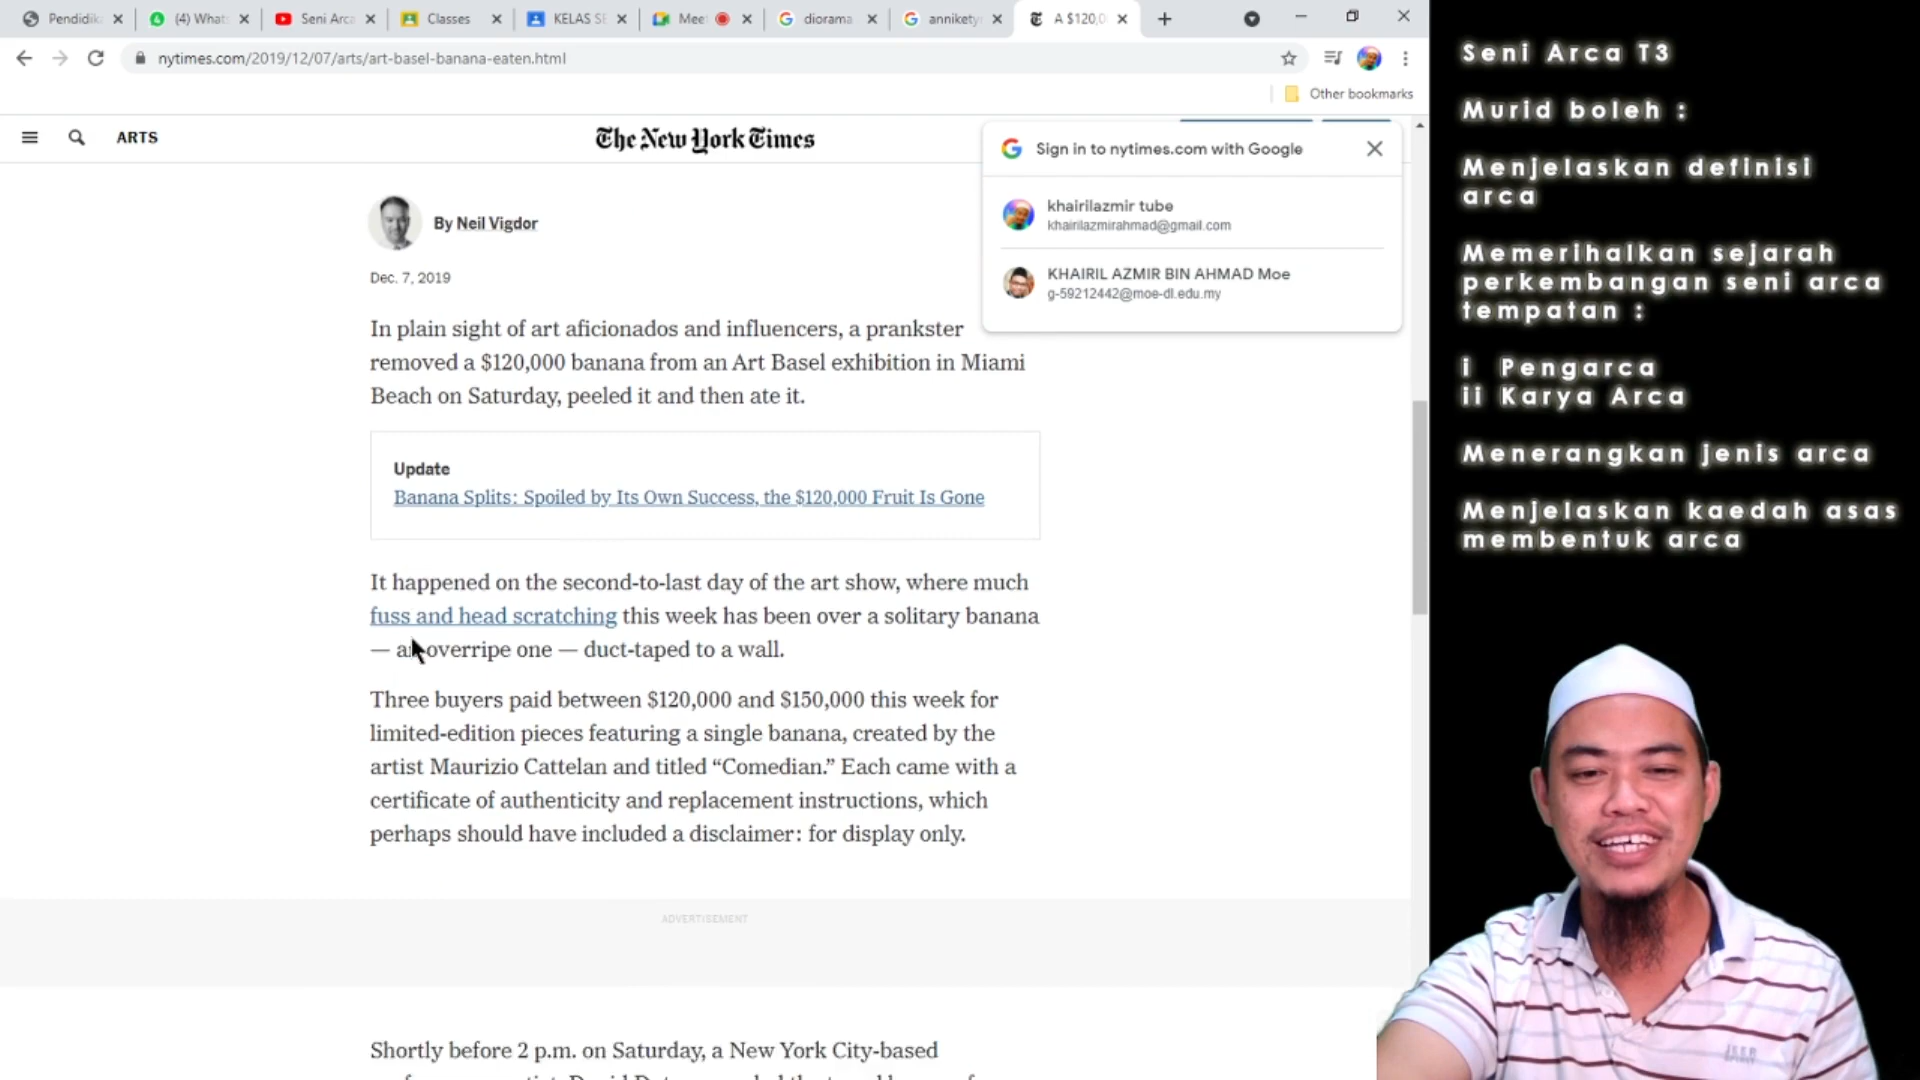 Pendidik
(4) What
Seni Arca
Classes
KELAS SE
Mee
diorama
annikety
A $120,0
nytimes.com/2019/12/07/arts/art-basel-banana-eaten.html
Other bookmarks
ARTS
The New York Times
Sign in to nytimes.com with Google
khairilazmir tube
khairilazmirahmad@gmail.com
KHAIRIL AZMIR BIN AHMAD Moe
g-59212442@moe-dl.edu.my
By Neil Vigdor
Dec. 7, 2019
In plain sight of art aficionados and influencers, a prankster
removed a $120,000 banana from an Art Basel exhibition in Miami
Beach on Saturday, peeled it and then ate it.
Update
Banana Splits: Spoiled by Its Own Success, the $120,000 Fruit Is Gone
It happened on the second-to-last day of the art show, where much
fuss and head scratching this week has been over a solitary banana
— an overripe one — duct-taped to a wall.
Three buyers paid between $120,000 and $150,000 this week for
limited-edition pieces featuring a single banana, created by the
artist Maurizio Cattelan and titled “Comedian.” Each came with a
certificate of authenticity and replacement instructions, which
perhaps should have included a disclaimer: for display only.
ADVERTISEMENT
Shortly before 2 p.m. on Saturday, a New York City-based
Seni Arca T3
Murid boleh :
Menjelaskan definisi
arca
Memerihalkan sejarah
perkembangan seni arca
tempatan :
i Pengarca
ii Karya Arca
Menerangkan jenis arca
Menjelaskan kaedah asas
membentuk arca